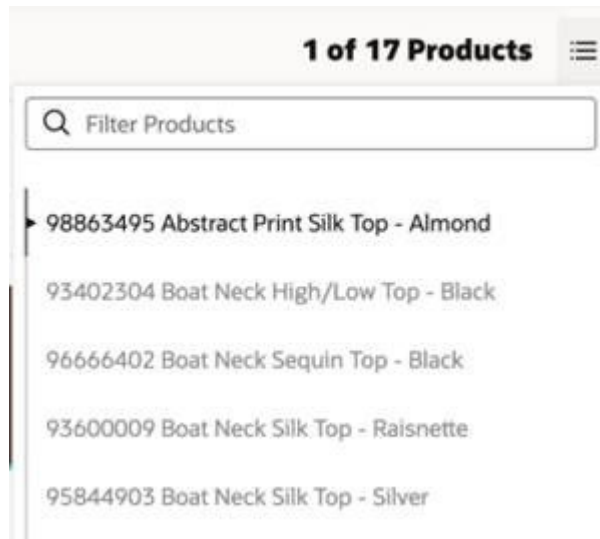 1 of 17 Products
Filter Products
98863495 Abstract Print Silk Top - Almond
93402304 Boat Neck High/Low Top - Black
96666402 Boat Neck Sequin Top - Black
93600009 Boat Neck Silk Top - Raisnette
95844903 Boat Neck Silk Top - Silver